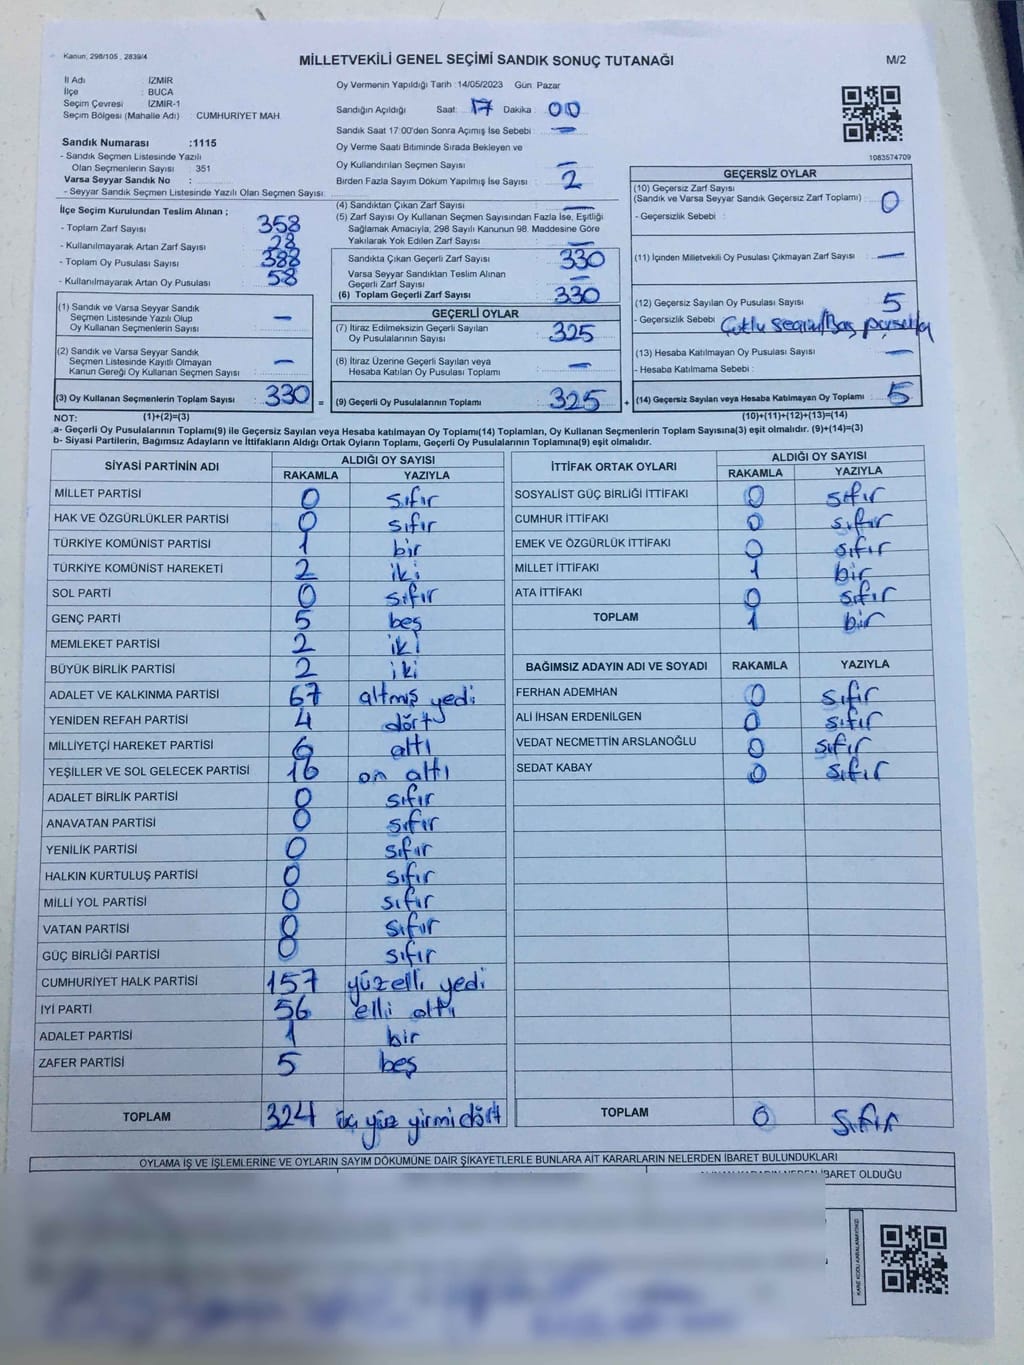 Kanun, 298/105 , 2839/4
MİLLETVEKİLİ GENEL SEÇİMİ SANDIK SONUÇ TUTANAĞI
M/2
İl Adı : İZMİR
İlçe : BUCA
Seçim Çevresi : İZMİR-1
Seçim Bölgesi (Mahalle Adı) : CUMHURİYET MAH.
Sandık Numarası :1115
- Sandık Seçmen Listesinde Yazılı
Olan Seçmenlerin Sayısı : 351
Varsa Seyyar Sandık No :
- Seyyar Sandık Seçmen Listesinde Yazılı Olan Seçmen Sayısı:
İlçe Seçim Kurulundan Teslim Alınan ;
- Toplam Zarf Sayısı : 358
- Kullanılmayarak Artan Zarf Sayısı : 28
- Toplam Oy Pusulası Sayısı : 388
- Kullanılmayarak Artan Oy Pusulası : 58
(1) Sandık ve Varsa Seyyar Sandık
Seçmen Listesinde Yazılı Olup
Oy Kullanan Seçmenlerin Sayısı : —
(2) Sandık ve Varsa Seyyar Sandık
Seçmen Listesinde Kayıtlı Olmayan
Kanun Gereği Oy Kullanan Seçmen Sayısı : —
(3) Oy Kullanan Seçmenlerin Toplam Sayısı : 330 =
Oy Vermenin Yapıldığı Tarih :14/05/2023 Gün: Pazar
Sandığın Açıldığı Saat: 17 Dakika : 00
Sandık Saat 17:00'den Sonra Açımış İse Sebebi : —
Oy Verme Saati Bitiminde Sırada Bekleyen ve
Oy Kullandırılan Seçmen Sayısı : —
Birden Fazla Sayım Döküm Yapılmış İse Sayısı : 2
(4) Sandıktan Çıkan Zarf Sayısı : —
(5) Zarf Sayısı Oy Kullanan Seçmen Sayısından Fazla İse, Eşitliği
Sağlamak Amacıyla, 298 Sayılı Kanunun 98. Maddesine Göre
Yakılarak Yok Edilen Zarf Sayısı : —
Sandıkta Çıkan Geçerli Zarf Sayısı : 330
Varsa Seyyar Sandıktan Teslim Alınan
Geçerli Zarf Sayısı : —
(6) Toplam Geçerli Zarf Sayısı : 330
GEÇERLİ OYLAR
(7) İtiraz Edilmeksizin Geçerli Sayılan
Oy Pusulalarının Sayısı : 325
(8) İtiraz Üzerine Geçerli Sayılan veya
Hesaba Katılan Oy Pusulası Toplamı : —
(9) Geçerli Oy Pusulalarının Toplamı : 325 +
1083574709
GEÇERSİZ OYLAR
(10) Geçersiz Zarf Sayısı
(Sandık ve Varsa Seyyar Sandık Geçersiz Zarf Toplamı) : 0
- Geçersizlik Sebebi :
(11) İçinden Milletvekili Oy Pusulası Çıkmayan Zarf Sayısı : —
(12) Geçersiz Sayılan Oy Pusulası Sayısı : 5
- Geçersizlik Sebebi :
(13) Hesaba Katılmayan Oy Pusulası Sayısı : —
- Hesaba Katılmama Sebebi :
(14) Geçersiz Sayılan veya Hesaba Katılmayan Oy Toplamı : 5
NOT: (1)+(2)=(3)
(10)+(11)+(12)+(13)=(14)
a- Geçerli Oy Pusulasının Toplamı(9) ile Geçersiz Sayılan veya Hesaba katılmayan Oy Toplamı(14) Toplamları, Oy Kullanan Seçmenlerin Toplam Sayısına(3) eşit olmalıdır. (9)+(14)=(3)
b- Siyasi Partilerin, Bağımsız Adayların ve İttifakların Aldığı Ortak Oyların Toplamı, Geçerli Oy Pusulalarının Toplamına(9) eşit olmalıdır.
SİYASİ PARTİNİN ADI ALDIĞI OY SAYISI
RAKAMLA YAZIYLA
MİLLET PARTİSİ 0 sıfır
HAK VE ÖZGÜRLÜKLER PARTİSİ 0 sıfır
TÜRKİYE KOMÜNİST PARTİSİ 1 bir
TÜRKİYE KOMÜNİST HAREKETİ 2 iki
SOL PARTİ 0 sıfır
GENÇ PARTİ 5 beş
MEMLEKET PARTİSİ 2 iki
BÜYÜK BİRLİK PARTİSİ 2 iki
ADALET VE KALKINMA PARTİSİ 67 altmış yedi
YENİDEN REFAH PARTİSİ 4 dört
MİLLİYETÇİ HAREKET PARTİSİ 6 altı
YEŞİLLER VE SOL GELECEK PARTİSİ 16 on altı
ADALET BİRLİK PARTİSİ 0 sıfır
ANAVATAN PARTİSİ 0 sıfır
YENİLİK PARTİSİ 0 sıfır
HALKIN KURTULUŞ PARTİSİ 0 sıfır
MİLLİ YOL PARTİSİ 0 sıfır
VATAN PARTİSİ 0 sıfır
GÜÇ BİRLİĞİ PARTİSİ 0 sıfır
CUMHURİYET HALK PARTİSİ 157 yüzelli yedi
İYİ PARTİ 56 elli altı
ADALET PARTİSİ 1 bir
ZAFER PARTİSİ 5 beş
TOPLAM 324 üç yüz yirmi dört
İTTİFAK ORTAK OYLARI ALDIĞI OY SAYISI
RAKAMLA YAZIYLA
SOSYALİST GÜÇ BİRLİĞİ İTTİFAKI 0 sıfır
CUMHUR İTTİFAKI 0 sıfır
EMEK VE ÖZGÜRLÜK İTTİFAKI 0 sıfır
MİLLET İTTİFAKI 1 bir
ATA İTTİFAKI 0 sıfır
TOPLAM 1 bir
BAĞIMSIZ ADAYIN ADI VE SOYADI RAKAMLA YAZIYLA
FERHAN ADEMHAN 0 sıfır
ALİ İHSAN ERDENİLGEN 0 sıfır
VEDAT NECMETTİN ARSLANOĞLU 0 sıfır
SEDAT KABAY 0 sıfır
TOPLAM 0 sıfır
OYLAMA İŞ VE İŞLEMLERİNE VE OYLARIN SAYIM DÖKÜMÜNE DAİR ŞİKAYETLERLE BUNLARA AİT KARARLARIN NELERDEN İBARET BULUNDUKLARI
İBARET OLDUĞU